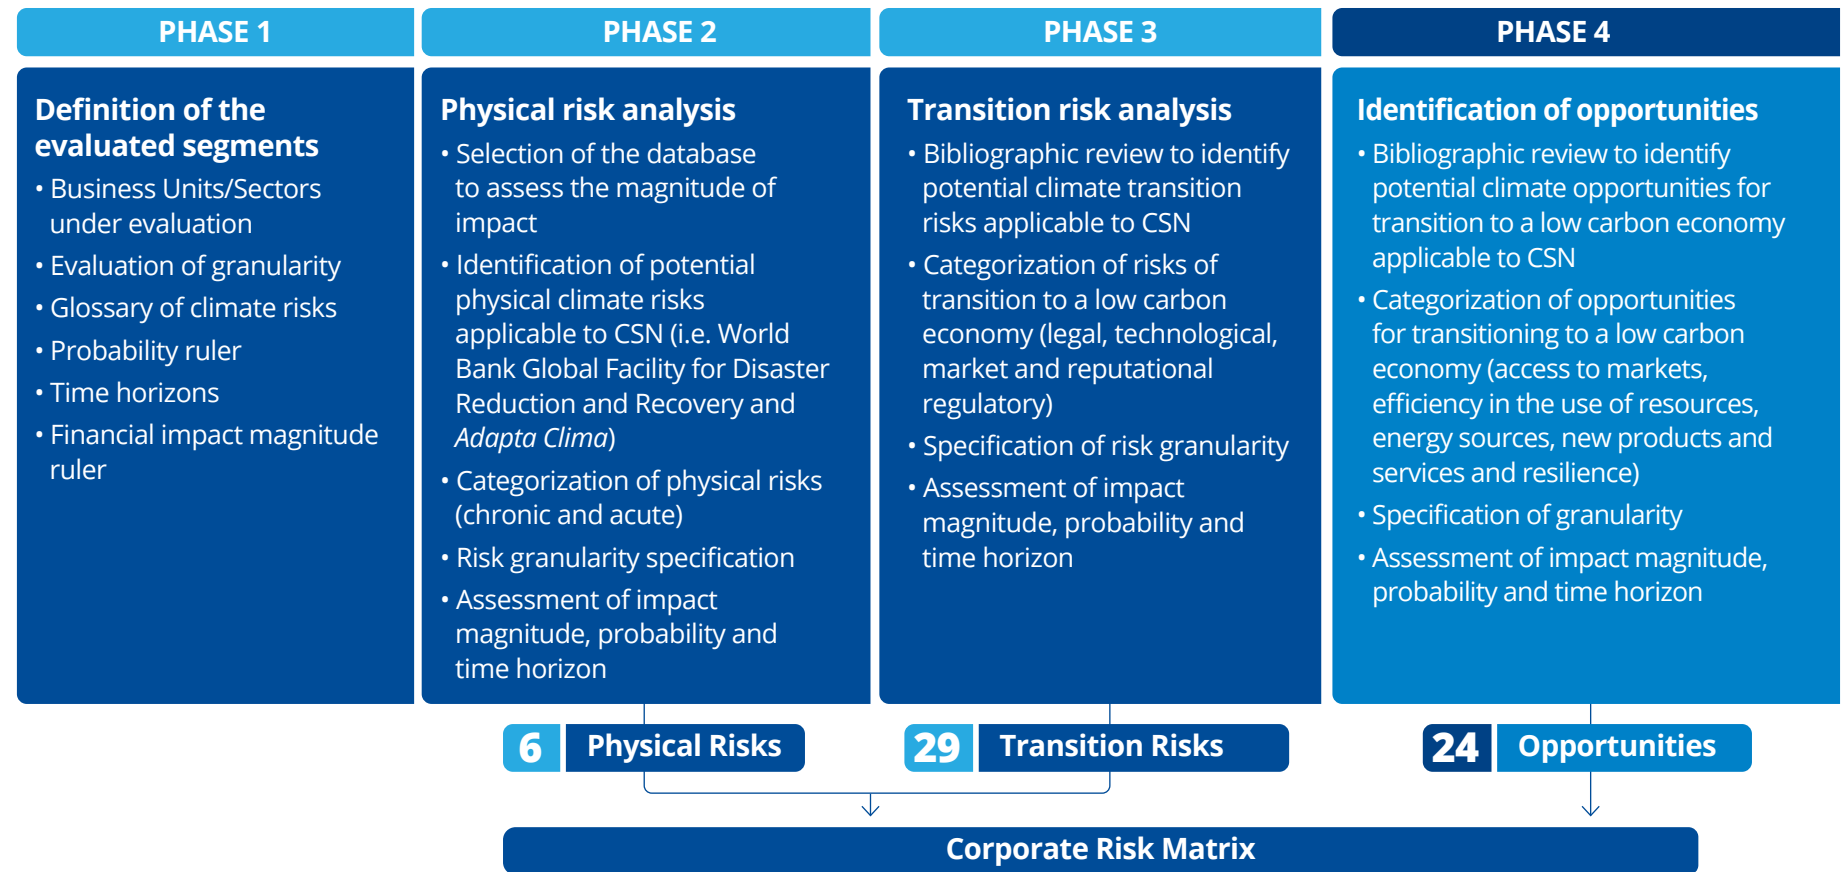 PHASE 1
Definition of the
evaluated segments
• Business Units/Sectors
under evaluation
• Evaluation of granularity
• Glossary of climate risks
• Probability ruler
• Time horizons
• Financial impact magnitude
ruler
PHASE 2
Physical risk analysis
• Selection of the database
to assess the magnitude of
impact
• Identification of potential
physical climate risks
applicable to CSN (i.e. World
Bank Global Facility for Disaster
Reduction and Recovery and
Adapta Clima)
• Categorization of physical risks
(chronic and acute)
• Risk granularity specification
• Assessment of impact
magnitude, probability and
time horizon
PHASE 3
Transition risk analysis
• Bibliographic review to identify
potential climate transition
risks applicable to CSN
• Categorization of risks of
transition to a low carbon
economy (legal, technological,
market and reputational
regulatory)
• Specification of risk granularity
• Assessment of impact
magnitude, probability and
time horizon
PHASE 4
Identification of opportunities
• Bibliographic review to identify
potential climate opportunities for
transition to a low carbon economy
applicable to CSN
• Categorization of opportunities
for transitioning to a low carbon
economy (access to markets,
efficiency in the use of resources,
energy sources, new products and
services and resilience)
• Specification of granularity
• Assessment of impact magnitude,
probability and time horizon
6 Physical Risks
29 Transition Risks
24 Opportunities
Corporate Risk Matrix